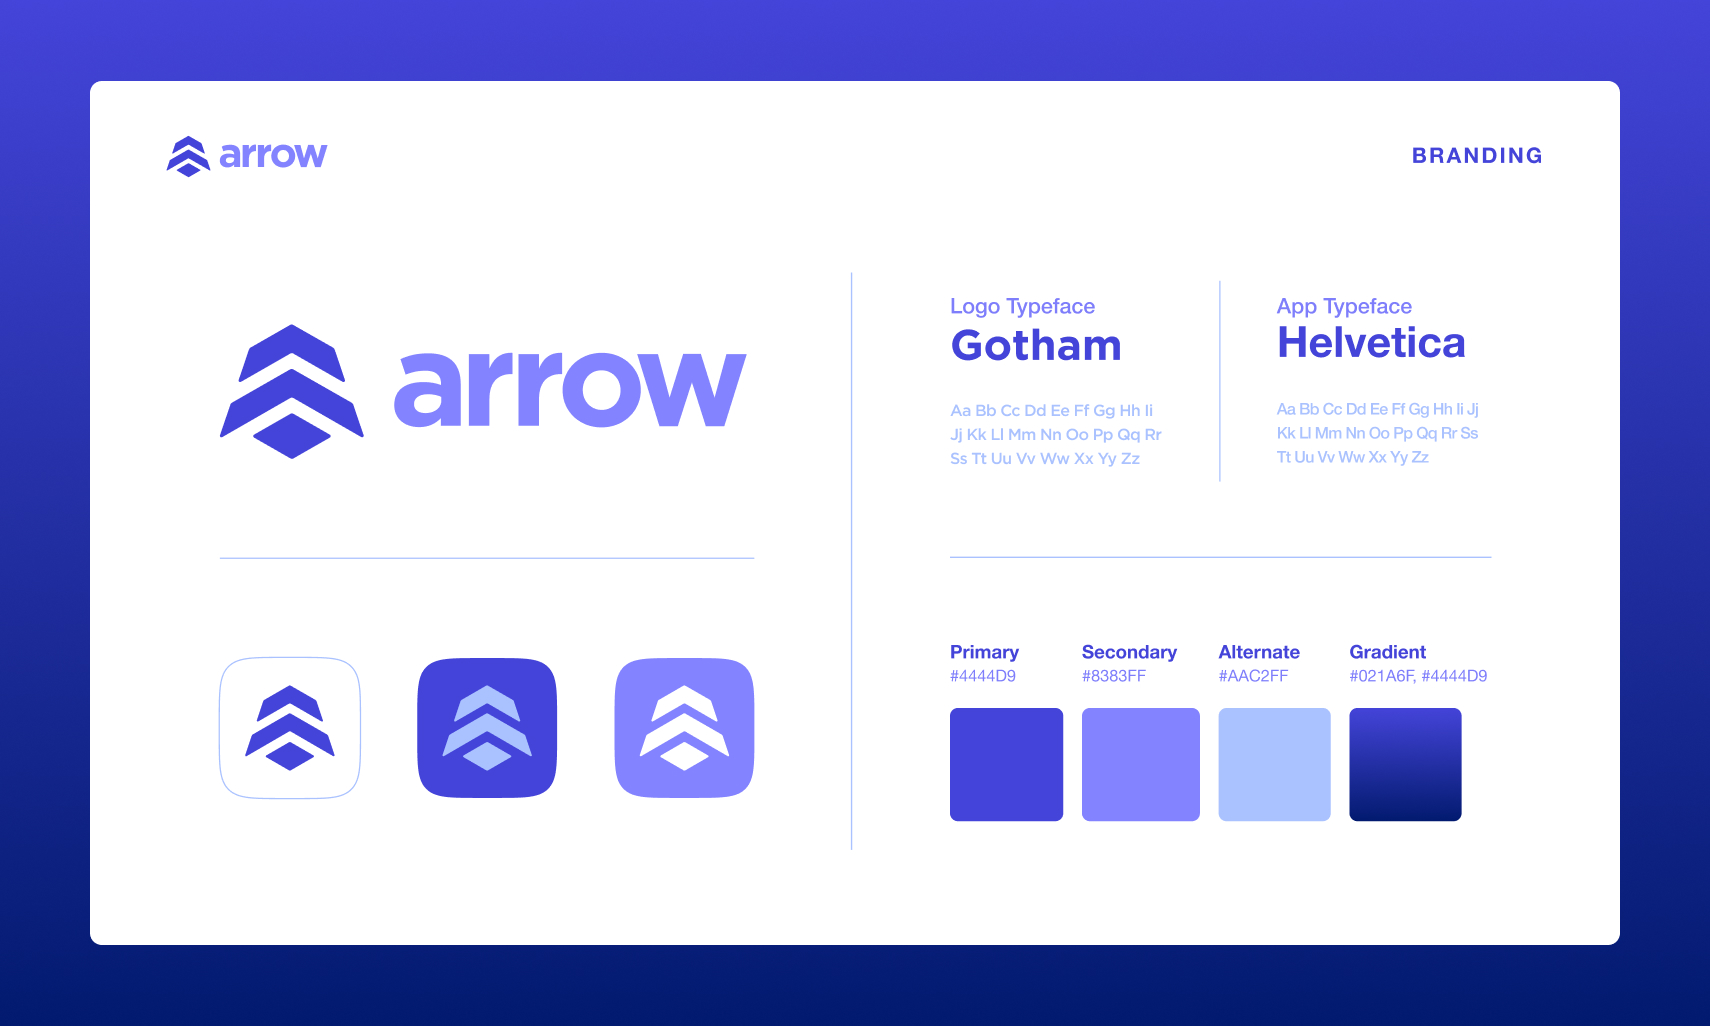 arrow
BRANDING
arrow
Logo Typeface
Gotham
Aa Bb Cc Dd Ee Ff Gg Hh Ii
Jj Kk Ll Mm Nn Oo Pp Qq Rr
Ss Tt Uu Vv Ww Xx Yy Zz
App Typeface
Helvetica
Aa Bb Cc Dd Ee Ff Gg Hh Ii Jj
Kk Ll Mm Nn Oo Pp Qq Rr Ss
Tt Uu Vv Ww Xx Yy Zz
Primary
#4444D9
Secondary
#8383FF
Alternate
#AAC2FF
Gradient
#021A6F, #4444D9